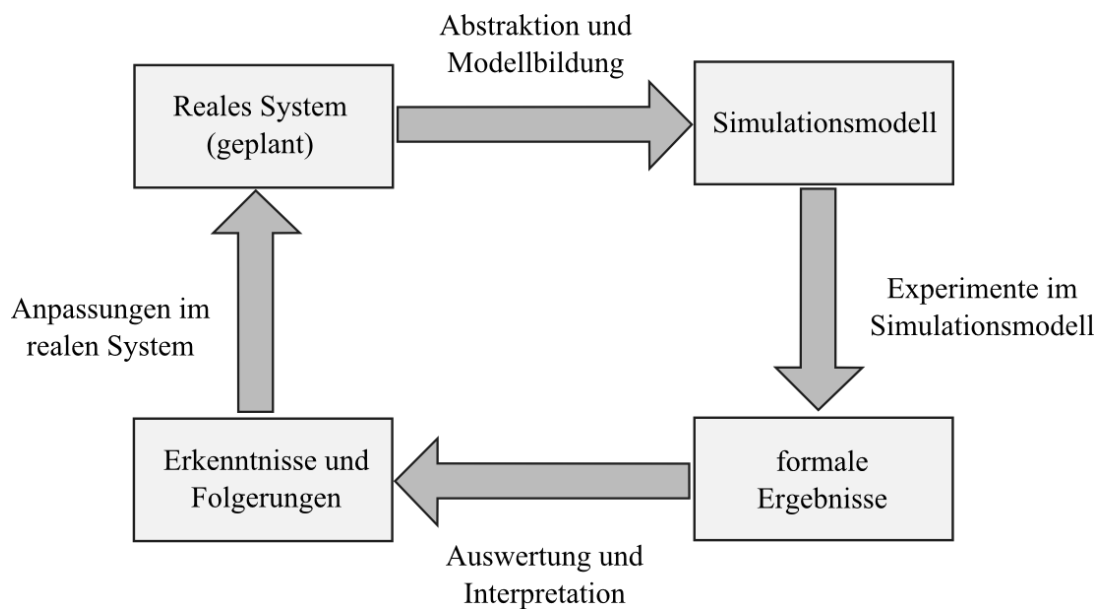 Abstraktion und
Modellbildung
Reales System
(geplant)
Simulationsmodell
Anpassungen im
realen System
Experimente im
Simulationsmodell
Erkenntnisse und
Folgerungen
formale
Ergebnisse
Auswertung und
Interpretation